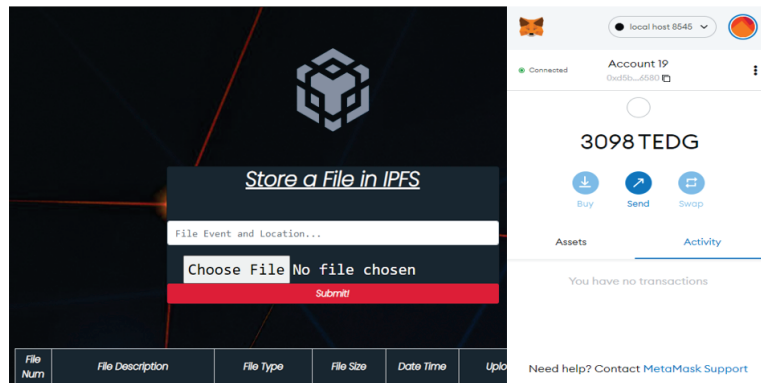 Store a File in IPFS
File Event and Location...
Choose File No file chosen
Submit!
File Num
File Description
File Type
File Size
Date Time
Uplo
local host 8545
Connected
Account 19
0xd5b...6580
3098 TEDG
Buy
Send
Swap
Assets
Activity
You have no transactions
Need help? Contact MetaMask Support